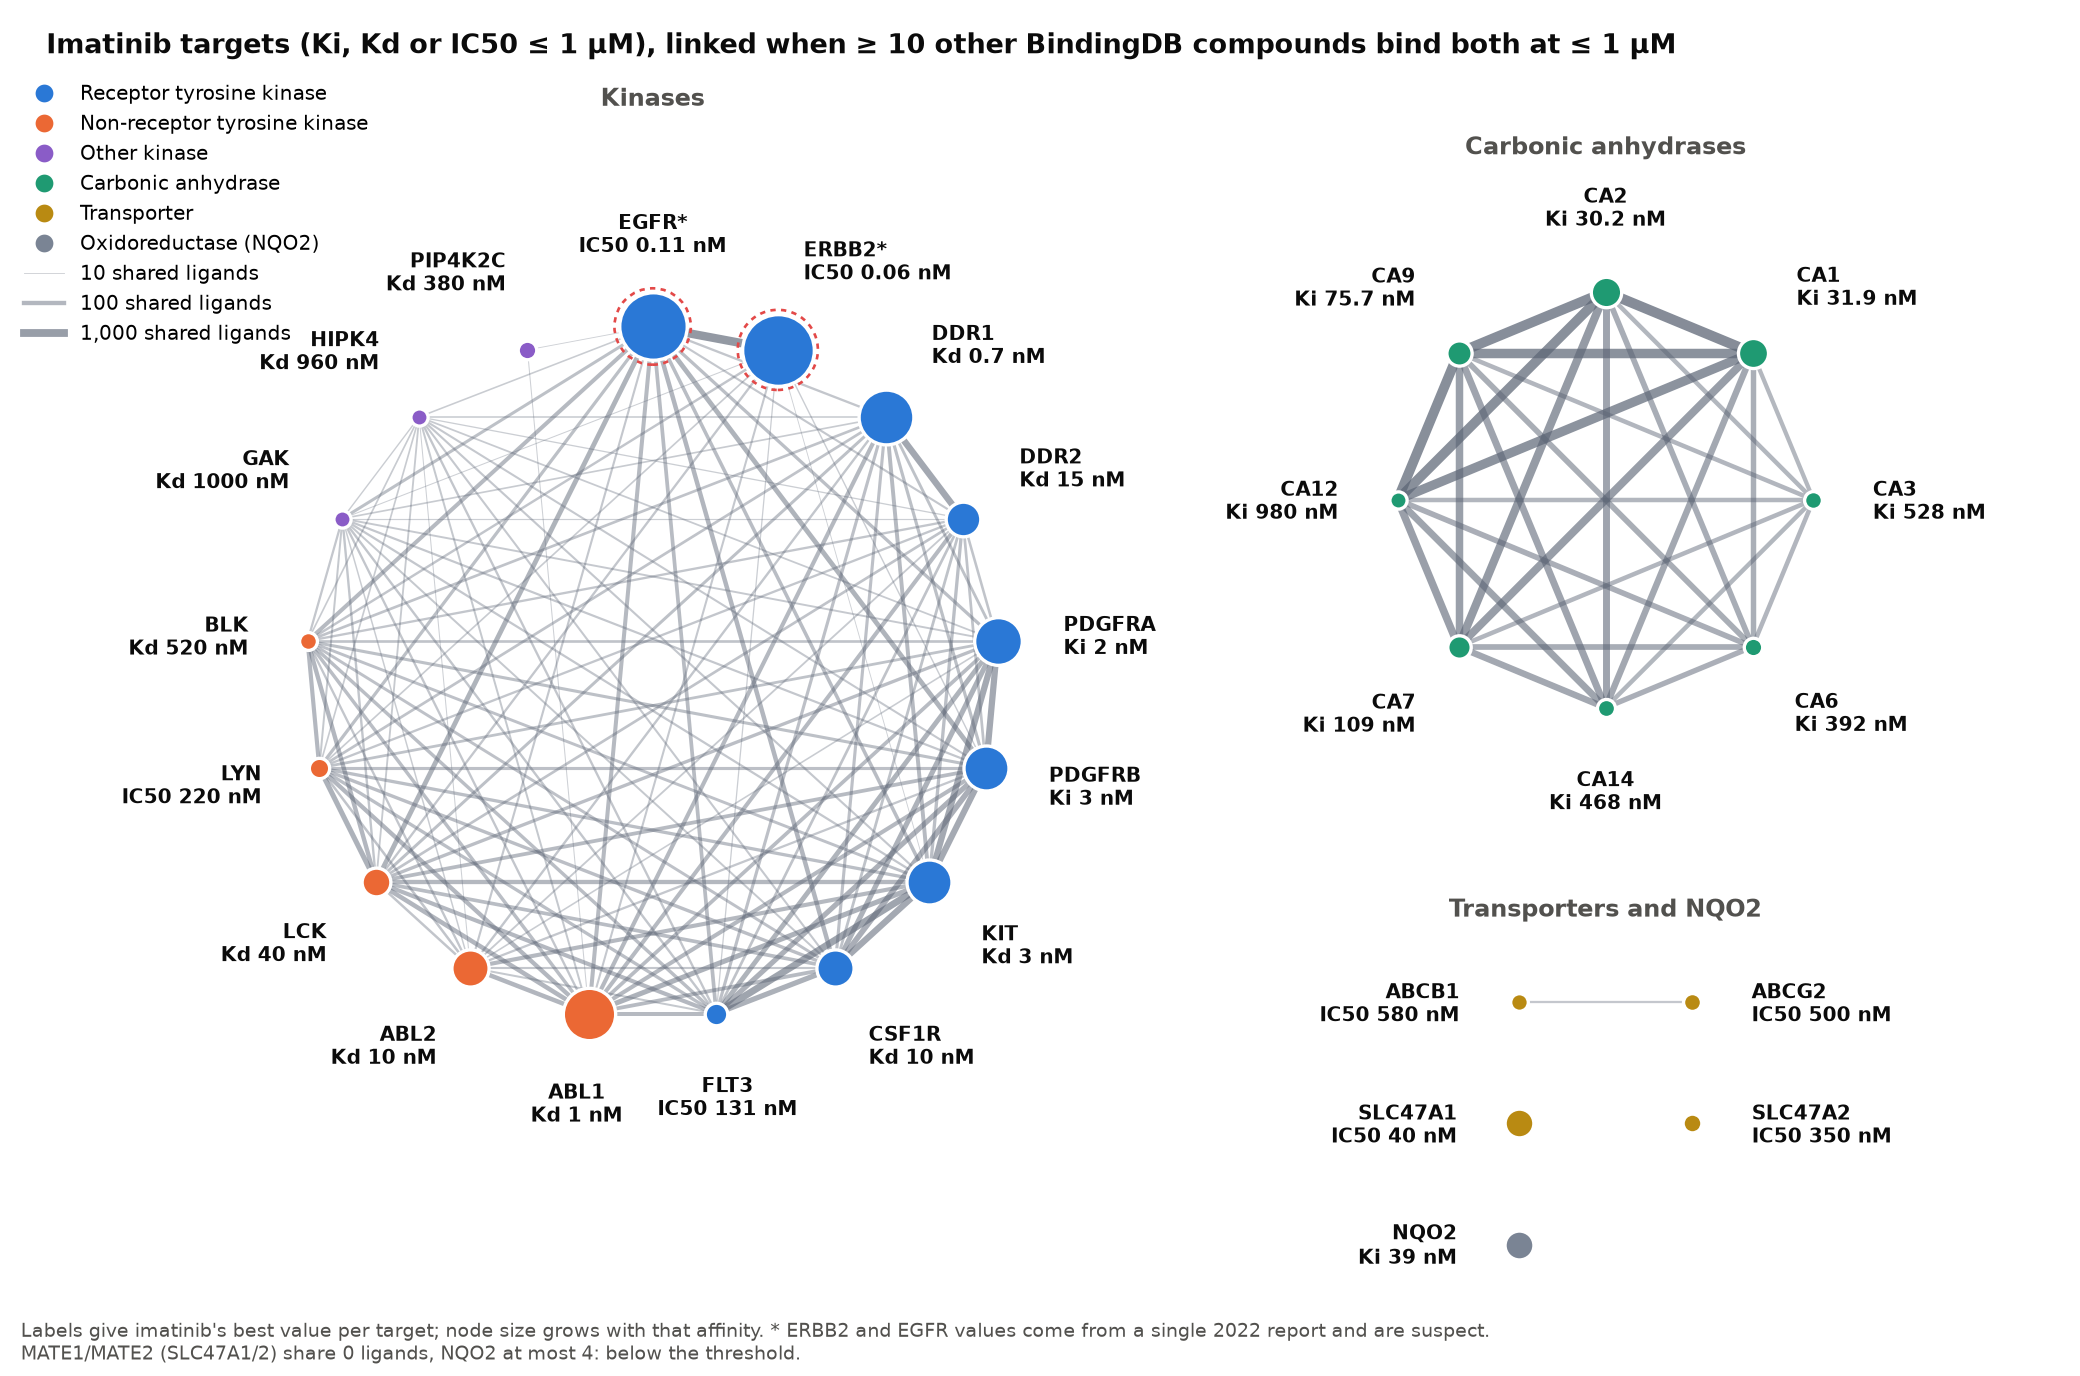 Imatinib targets (Ki, Kd or IC50 ≤ 1 μM), linked when ≥ 10 other BindingDB compounds bind both at ≤ 1 μM
Receptor tyrosine kinase
Non-receptor tyrosine kinase
Other kinase
Carbonic anhydrase
Transporter
Oxidoreductase (NQO2)
10 shared ligands
100 shared ligands
1,000 shared ligands
Kinases
EGFR*
IC50 0.11 nM
ERBB2*
IC50 0.06 nM
DDR1
Kd 0.7 nM
DDR2
Kd 15 nM
PDGFRA
Ki 2 nM
PDGFRB
Ki 3 nM
KIT
Kd 3 nM
CSF1R
Kd 10 nM
FLT3
IC50 131 nM
ABL1
Kd 1 nM
ABL2
Kd 10 nM
LCK
Kd 40 nM
LYN
IC50 220 nM
BLK
Kd 520 nM
GAK
Kd 1000 nM
HIPK4
Kd 960 nM
PIP4K2C
Kd 380 nM
Carbonic anhydrases
CA2
Ki 30.2 nM
CA1
Ki 31.9 nM
CA3
Ki 528 nM
CA6
Ki 392 nM
CA14
Ki 468 nM
CA7
Ki 109 nM
CA12
Ki 980 nM
CA9
Ki 75.7 nM
Transporters and NQO2
ABCB1
IC50 580 nM
ABCG2
IC50 500 nM
SLC47A1
IC50 40 nM
SLC47A2
IC50 350 nM
NQO2
Ki 39 nM
Labels give imatinib's best value per target; node size grows with that affinity. * ERBB2 and EGFR values come from a single 2022 report and are suspect.
MATE1/MATE2 (SLC47A1/2) share 0 ligands, NQO2 at most 4: below the threshold.